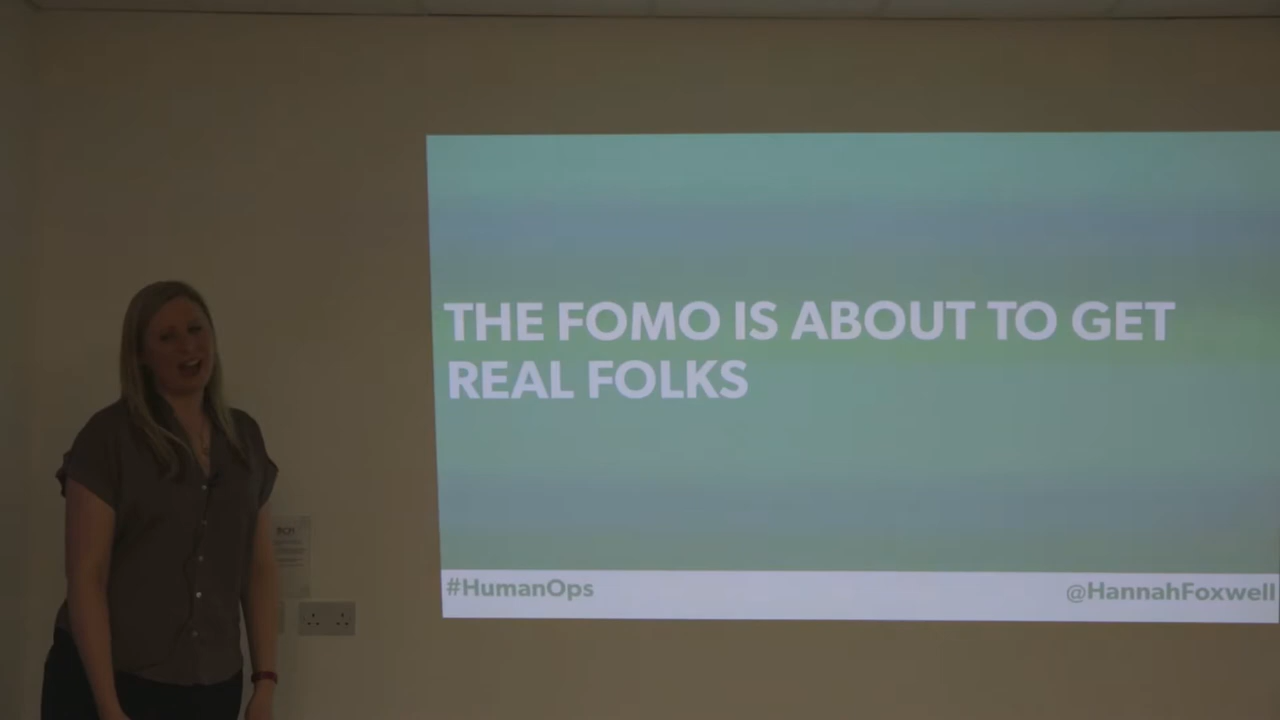 THE FOMO IS ABOUT TO GET
REAL FOLKS
#HumanOps
@HannahFoxwell